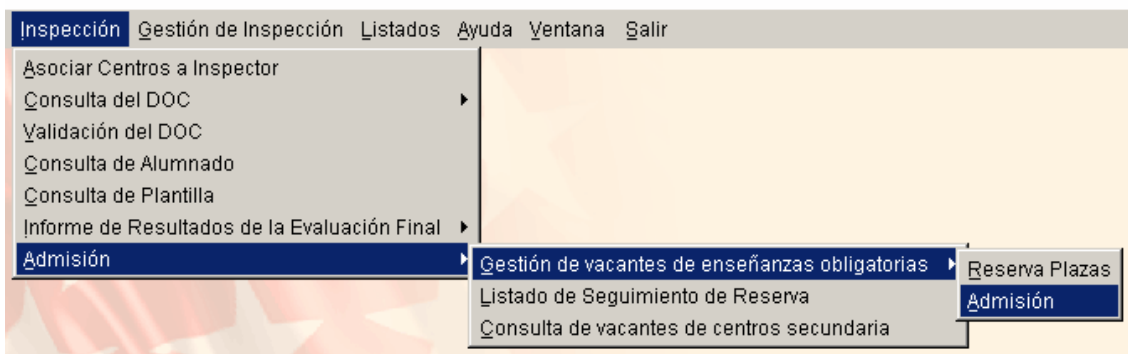 Inspección Gestión de Inspección Listados Ayuda Ventana Salir
Asociar Centros a Inspector
Consulta del DOC
Validación del DOC
Consulta de Alumnado
Consulta de Plantilla
Informe de Resultados de la Evaluación Final
Admisión
Gestión de vacantes de enseñanzas obligatorias
Listado de Seguimiento de Reserva
Consulta de vacantes de centros secundaria
Reserva Plazas
Admisión